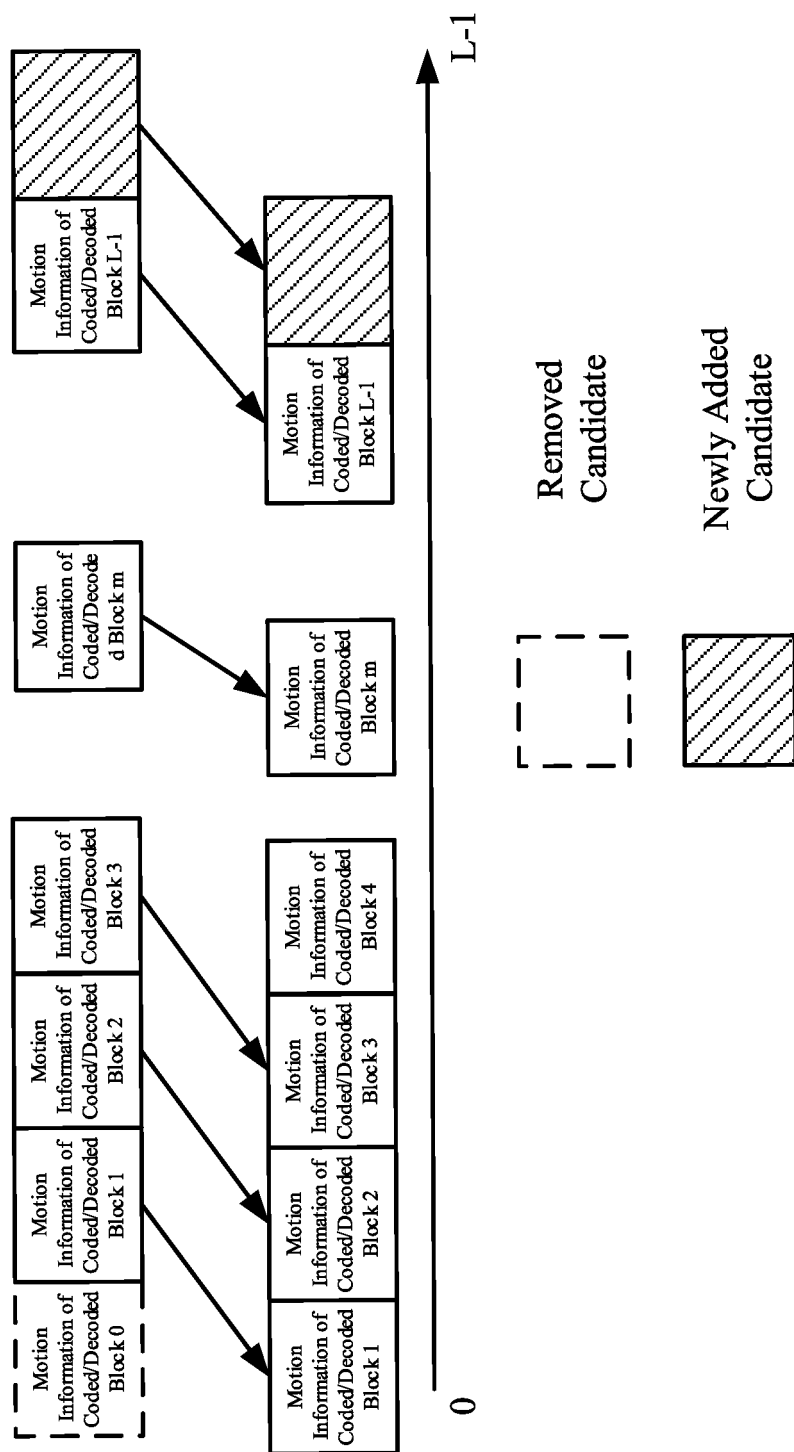 Motion
Information of
Coded/Decoded
Block 0
Motion
Information of
Coded/Decoded
Block 1
Motion
Information of
Coded/Decoded
Block 2
Motion
Information of
Coded/Decoded
Block 3
Motion
Information of
Coded/Decode
d Block m
Motion
Information of
Coded/Decoded
Block L-1
Motion
Information of
Coded/Decoded
Block 1
Motion
Information of
Coded/Decoded
Block 2
Motion
Information of
Coded/Decoded
Block 3
Motion
Information of
Coded/Decoded
Block 4
Motion
Information of
Coded/Decoded
Block m
Motion
Information of
Coded/Decoded
Block L-1
0
L-1
Removed
Candidate
Newly Added
Candidate